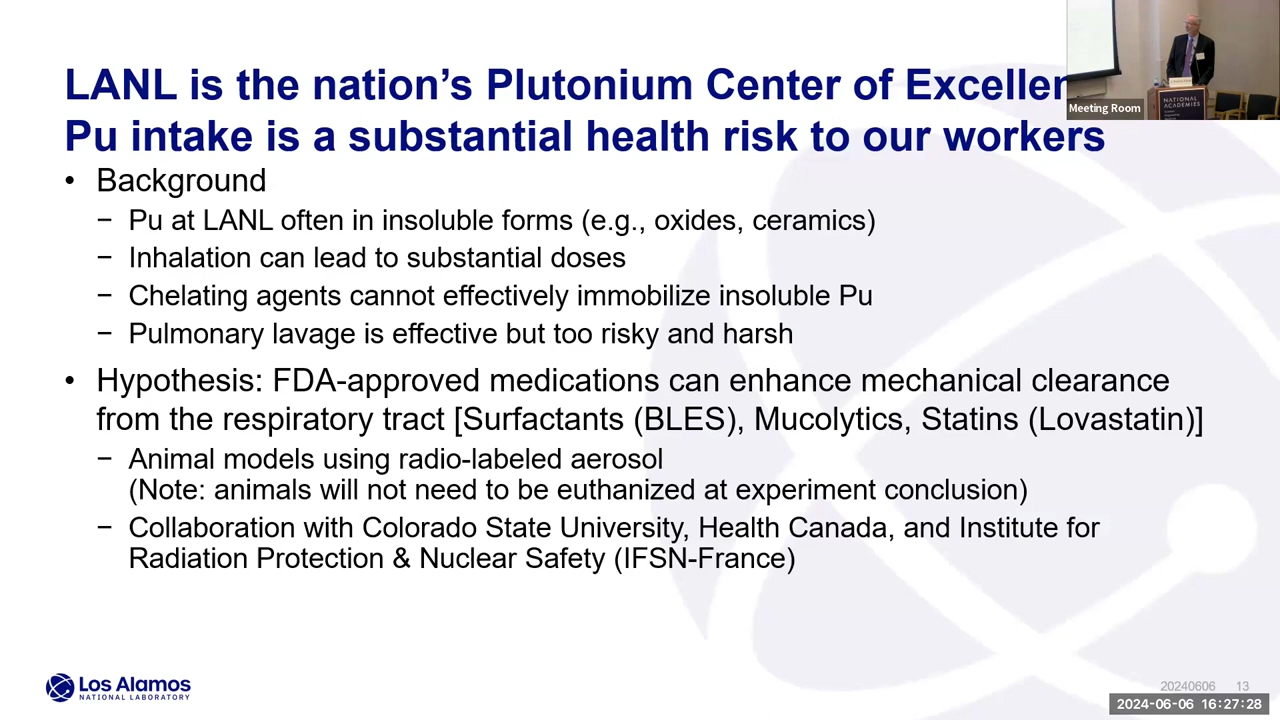 LANL is the nation's Plutonium Center of Excellen
Pu intake is a substantial health risk to our workers
• Background
− Pu at LANL often in insoluble forms (e.g., oxides, ceramics)
− Inhalation can lead to substantial doses
− Chelating agents cannot effectively immobilize insoluble Pu
− Pulmonary lavage is effective but too risky and harsh
• Hypothesis: FDA-approved medications can enhance mechanical clearance
from the respiratory tract [Surfactants (BLES), Mucolytics, Statins (Lovastatin)]
− Animal models using radio-labeled aerosol
(Note: animals will not need to be euthanized at experiment conclusion)
− Collaboration with Colorado State University, Health Canada, and Institute for
Radiation Protection & Nuclear Safety (IFSN-France)
Meeting Room
NATIONAL
ACADEMIES
Los Alamos
NATIONAL LABORATORY
20240606 13
2024-06-06 16:27:28